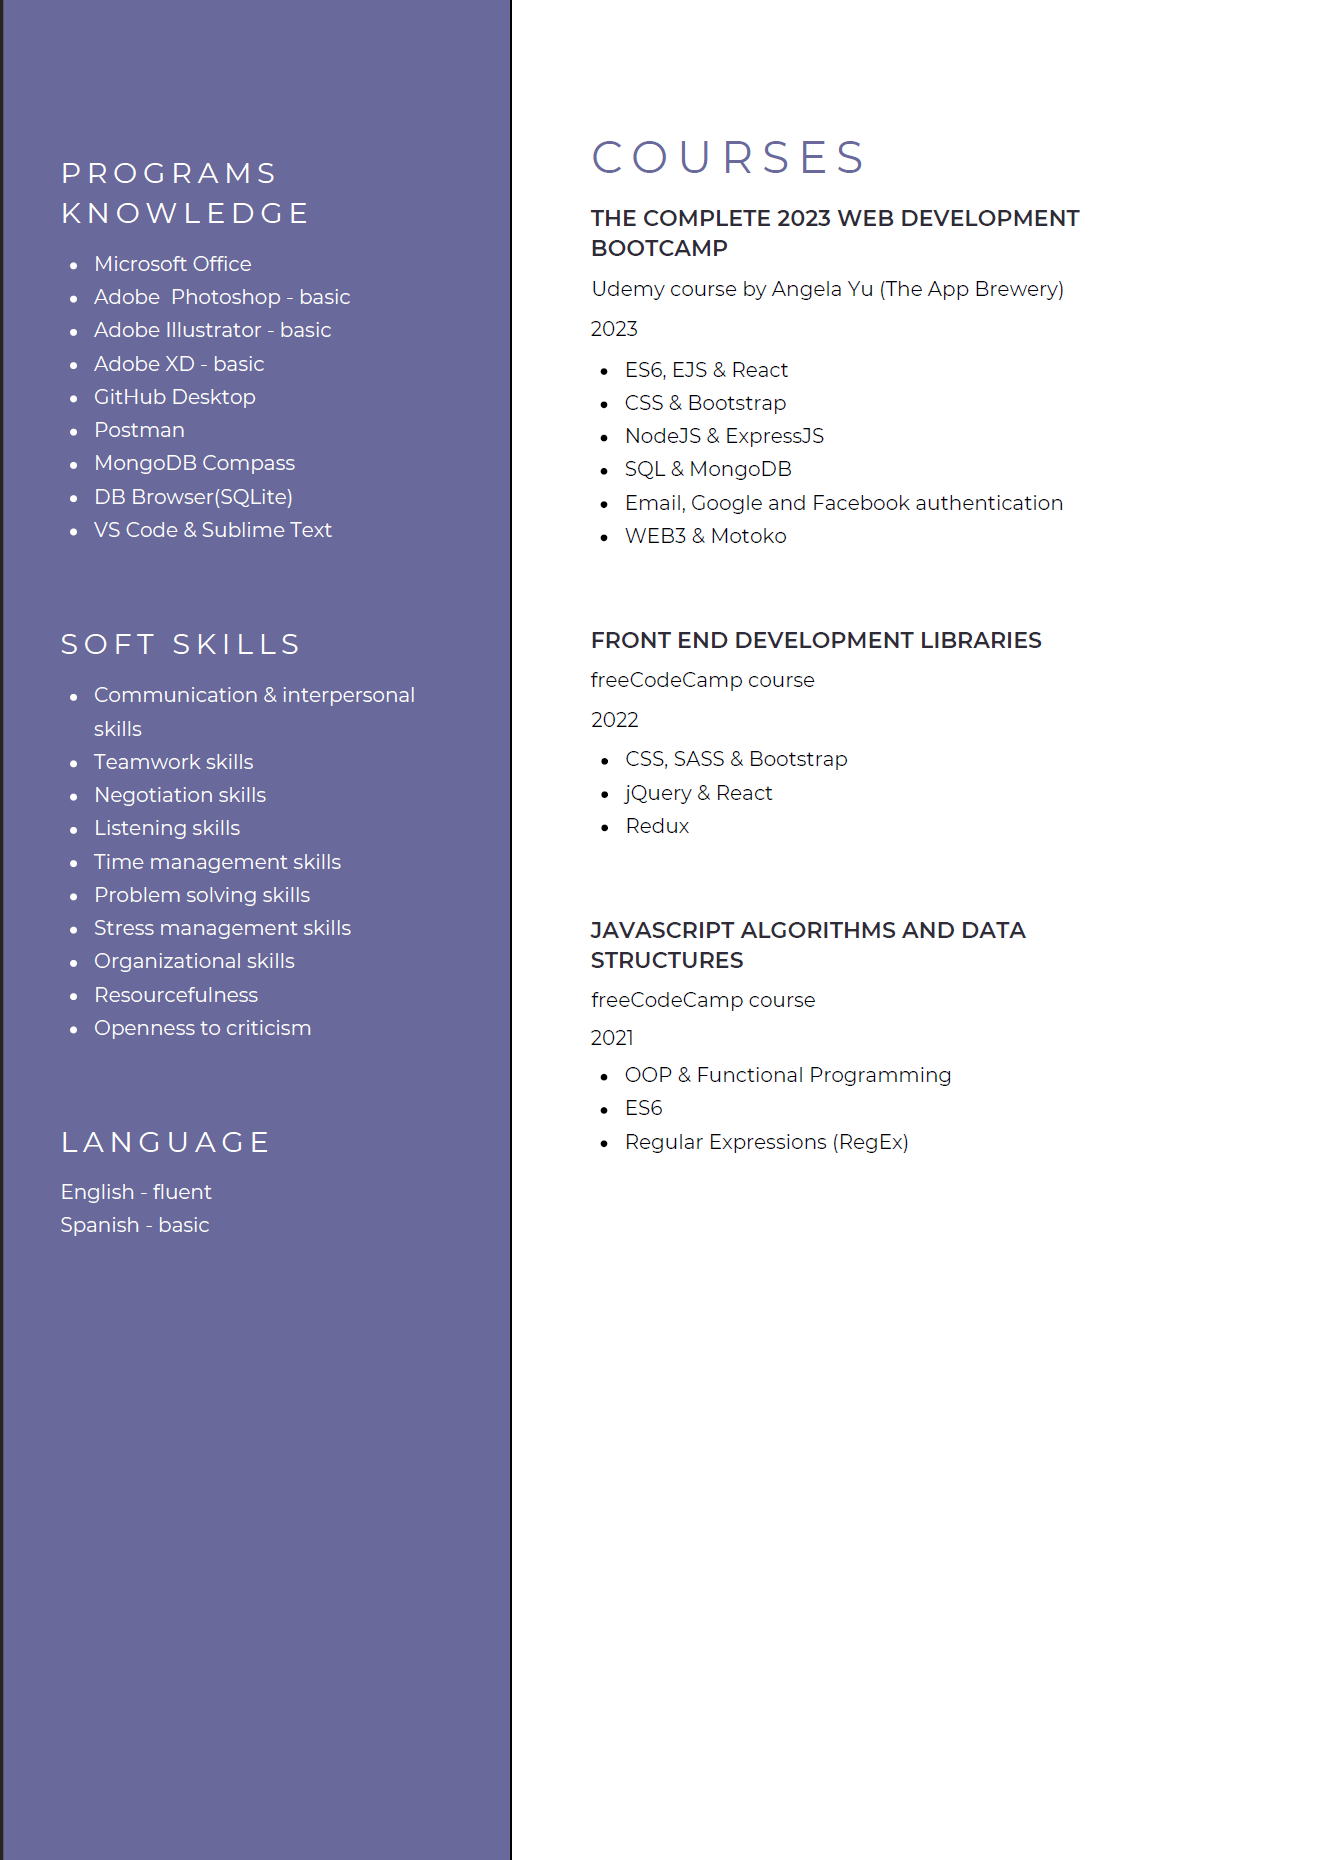 PROGRAMS
KNOWLEDGE
• Microsoft Office
• Adobe  Photoshop - basic
• Adobe Illustrator - basic
• Adobe XD - basic
• GitHub Desktop
• Postman
• MongoDB Compass
• DB Browser(SQLite)
• VS Code & Sublime Text
SOFT SKILLS
• Communication & interpersonal
skills
• Teamwork skills
• Negotiation skills
• Listening skills
• Time management skills
• Problem solving skills
• Stress management skills
• Organizational skills
• Resourcefulness
• Openness to criticism
LANGUAGE
English - fluent
Spanish - basic
COURSES
THE COMPLETE 2023 WEB DEVELOPMENT
BOOTCAMP
Udemy course by Angela Yu (The App Brewery)
2023
• ES6, EJS & React
• CSS & Bootstrap
• NodeJS & ExpressJS
• SQL & MongoDB
• Email, Google and Facebook authentication
• WEB3 & Motoko
FRONT END DEVELOPMENT LIBRARIES
freeCodeCamp course
2022
• CSS, SASS & Bootstrap
• jQuery & React
• Redux
JAVASCRIPT ALGORITHMS AND DATA
STRUCTURES
freeCodeCamp course
2021
• OOP & Functional Programming
• ES6
• Regular Expressions (RegEx)